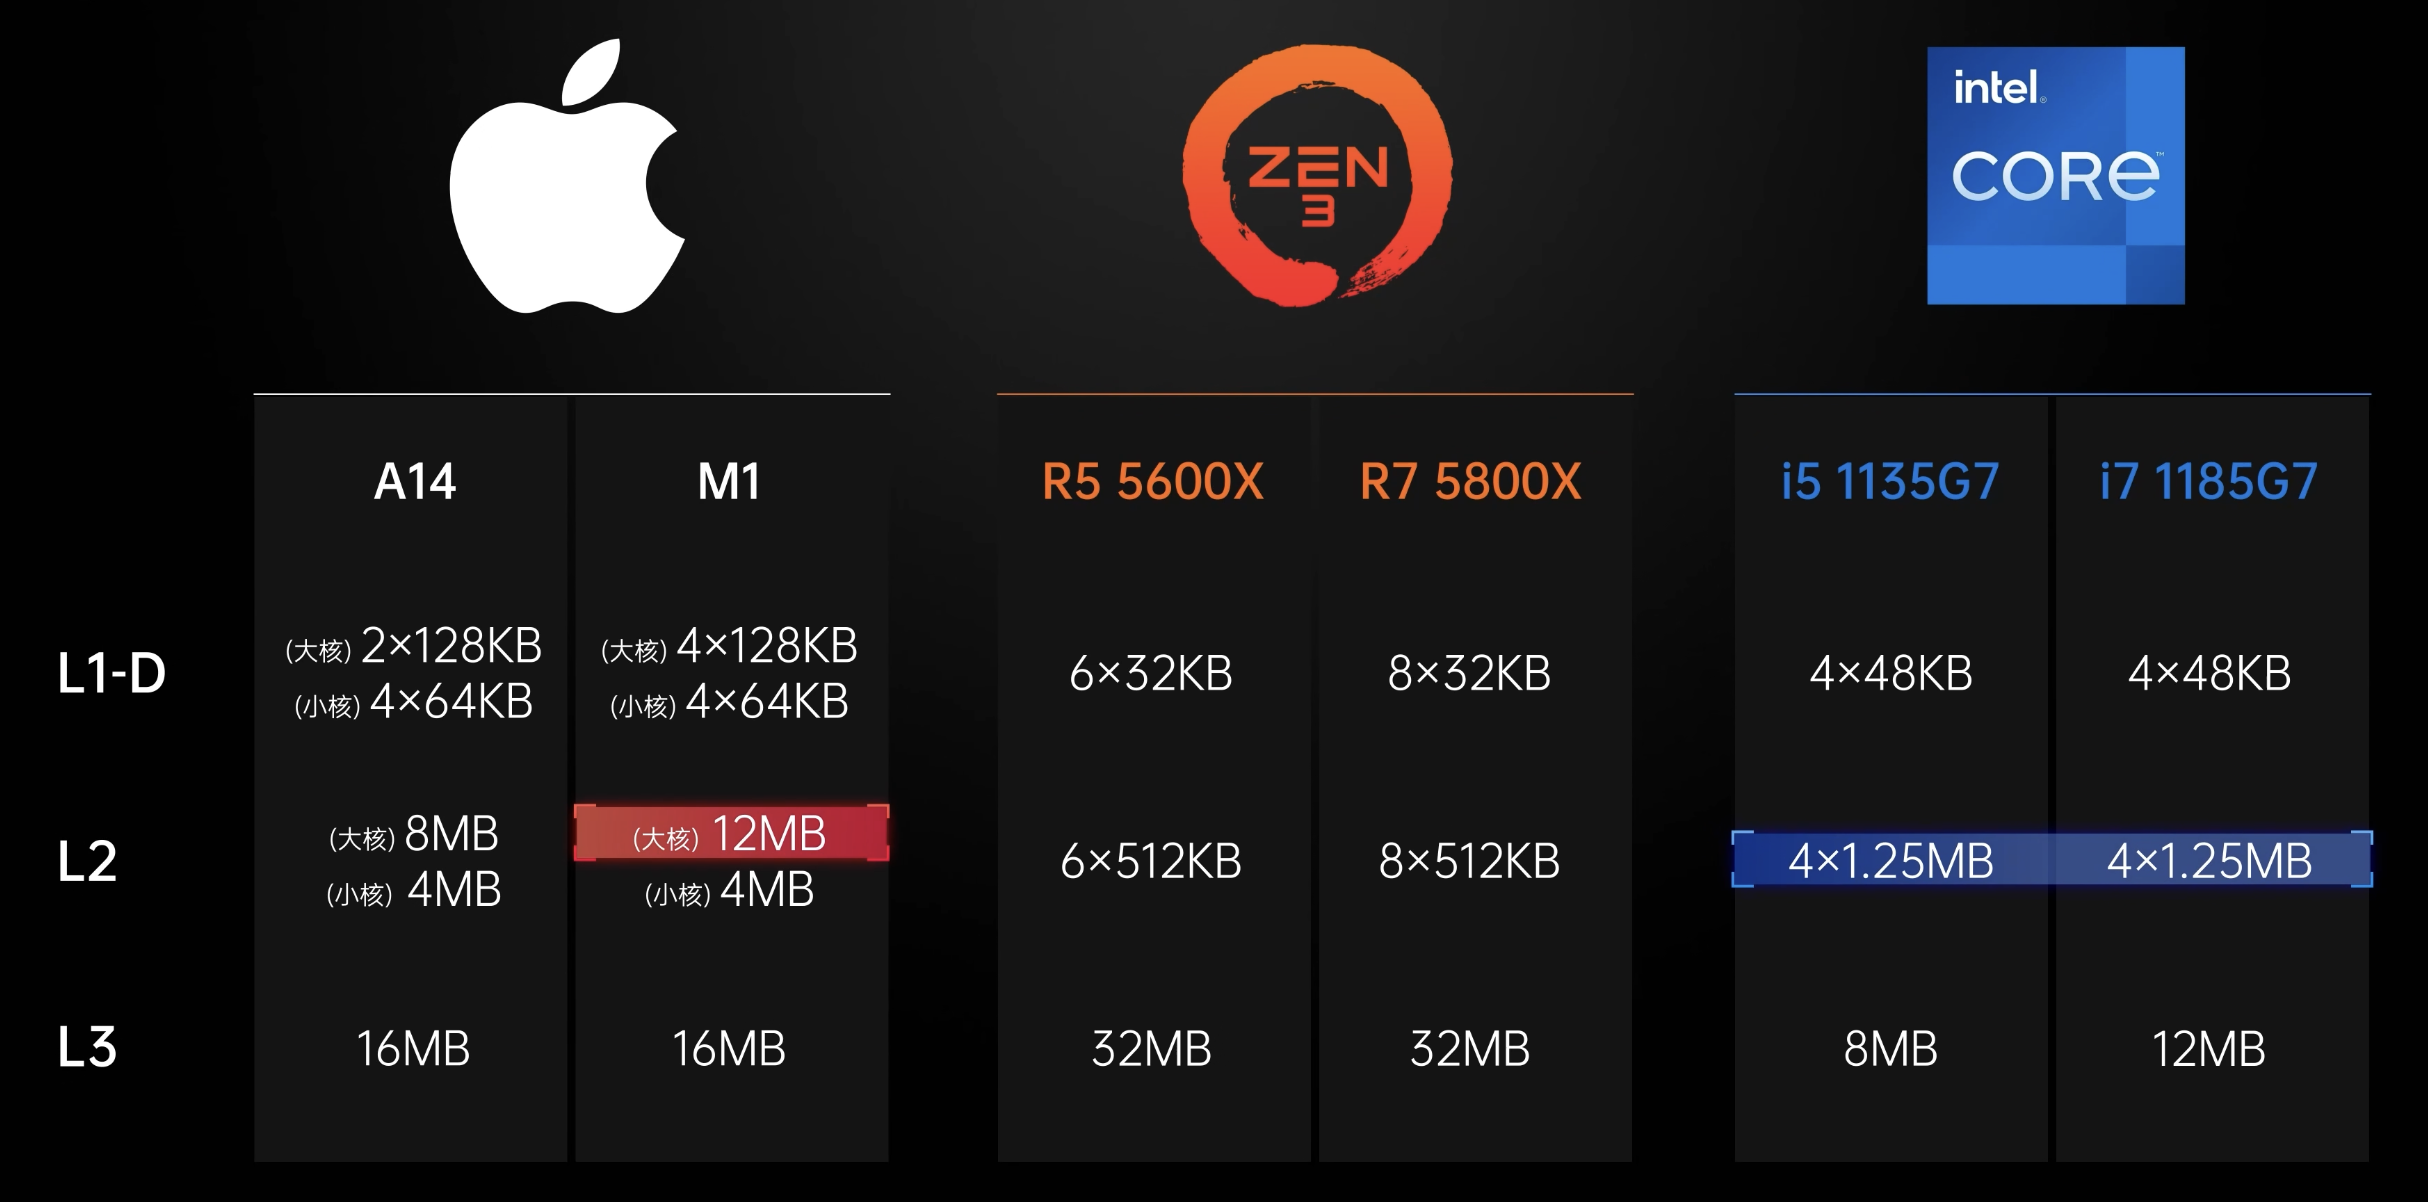 ZEN
3
intel®
CORe™
A14 M1 R5 5600X R7 5800X i5 1135G7 i7 1185G7
(大核) 2×128KB (大核) 4×128KB
L1-D 6×32KB 8×32KB 4×48KB 4×48KB
(小核) 4×64KB (小核) 4×64KB
(大核) 8MB (大核) 12MB
L2 6×512KB 8×512KB 4×1.25MB 4×1.25MB
(小核) 4MB (小核) 4MB
L3 16MB 16MB 32MB 32MB 8MB 12MB